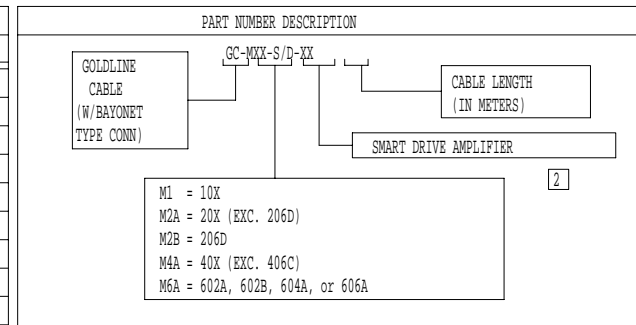 PART NUMBER DESCRIPTION
GC-MXX-S/D-XX
GOLDLINE
CABLE
(W/BAYONET
TYPE CONN)
CABLE LENGTH
(IN METERS)
SMART DRIVE AMPLIFIER
2
M1 = 10X
M2A = 20X (EXC. 206D)
M2B = 206D
M4A = 40X (EXC. 406C)
M6A = 602A, 602B, 604A, or 606A